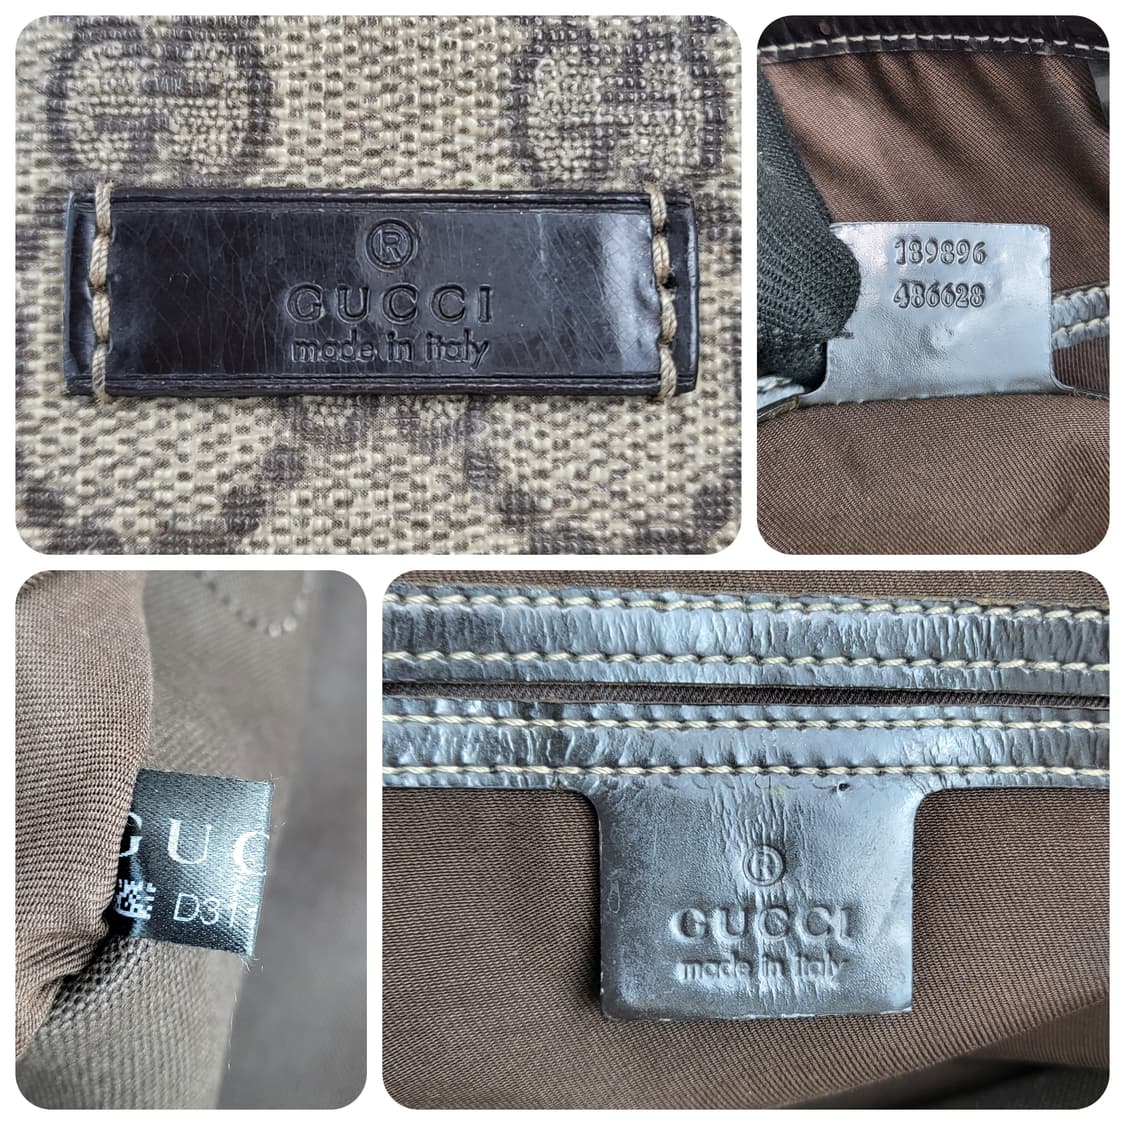 ®
GUCCI
made in italy
189896
486628
GUC
D31
®
GUCCI
made in italy